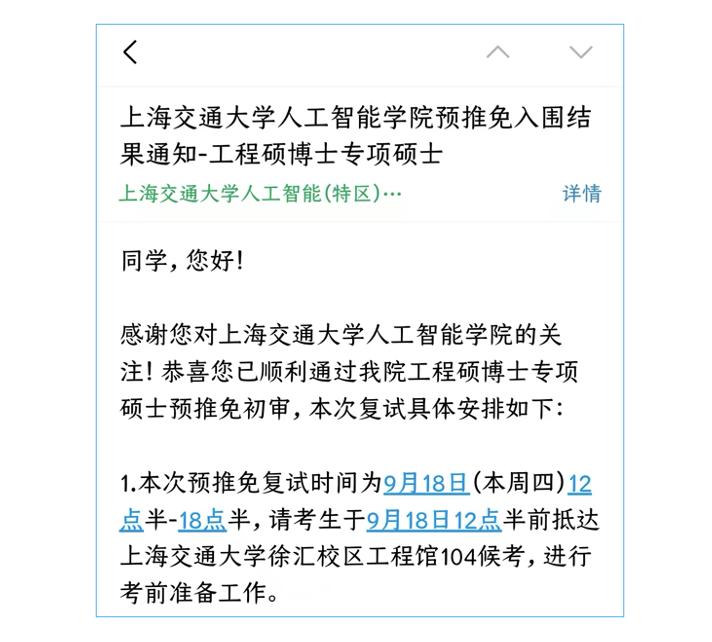 上海交通大学人工智能学院预推免入围结
果通知-工程硕博士专项硕士
上海交通大学人工智能(特区)…
详情
同学,您好!
感谢您对上海交通大学人工智能学院的关
注!恭喜您已顺利通过我院工程硕博士专项
硕士预推免初审,本次复试具体安排如下:
1.本次预推免复试时间为9月18日(本周四)12
点半-18点半,请考生于9月18日12点半前抵达
上海交通大学徐汇校区工程馆104候考,进行
考前准备工作。